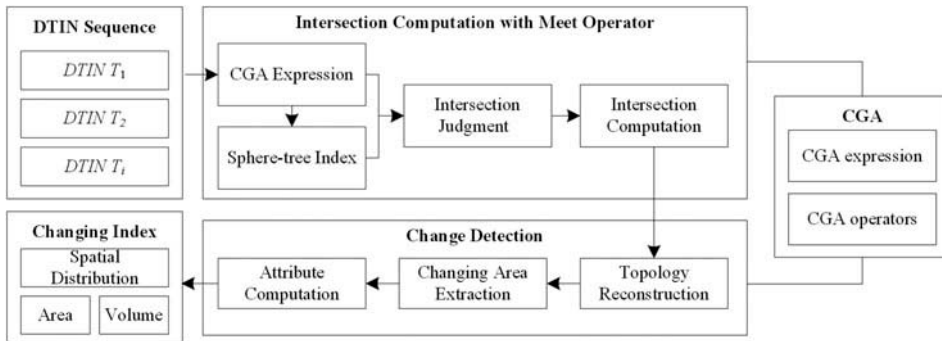 DTIN Sequence
DTIN T1
DTIN T2
DTIN Ti
Intersection Computation with Meet Operator
CGA Expression
Sphere-tree Index
Intersection
Judgment
Intersection
Computation
CGA
CGA expression
CGA operators
Changing Index
Spatial
Distribution
Area
Volume
Change Detection
Attribute
Computation
Changing Area
Extraction
Topology
Reconstruction